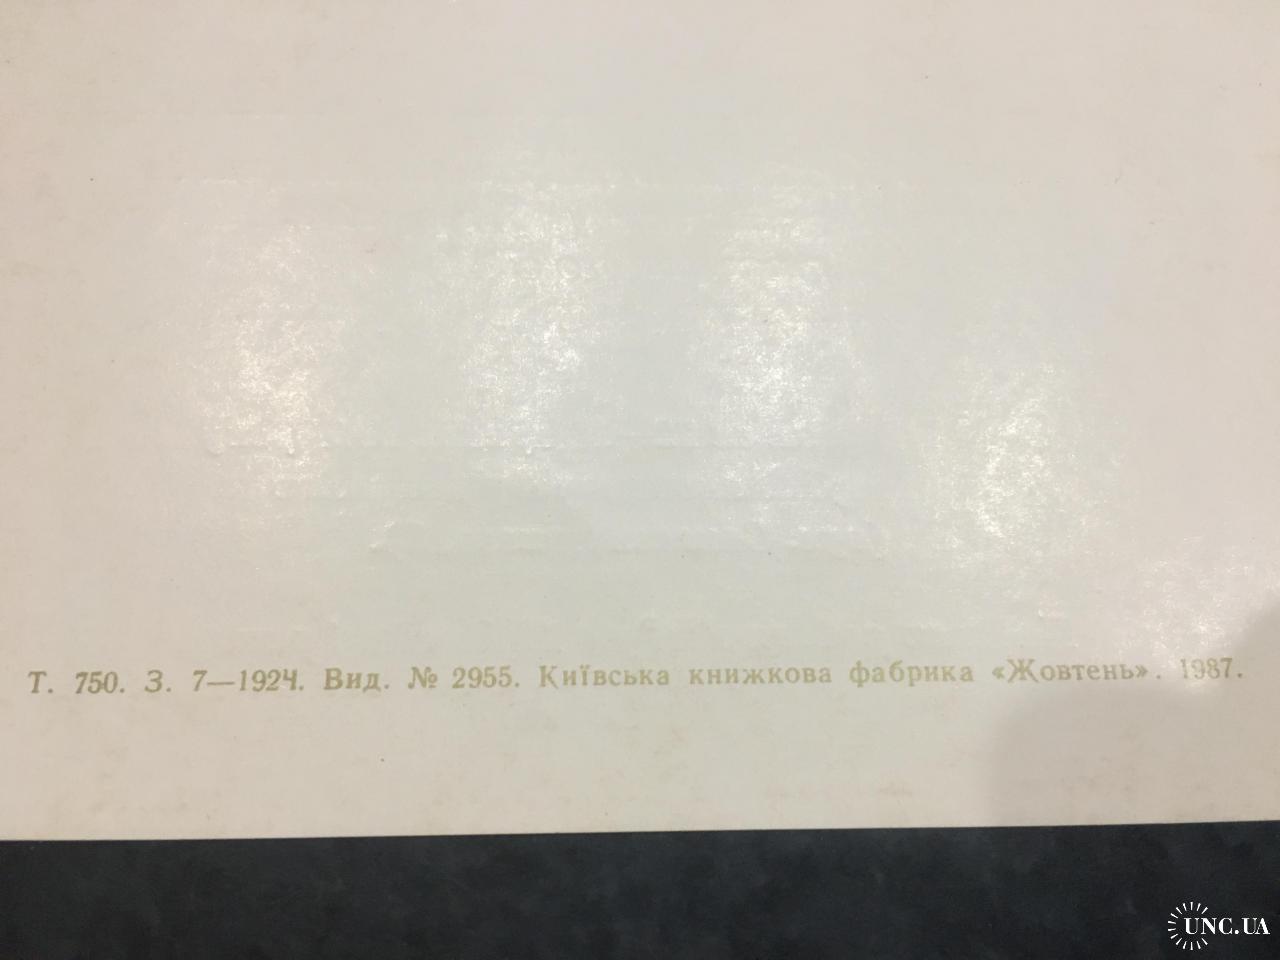 Т. 750. З. 7—1924. Вид. № 2955. Київська книжкова фабрика «Жовтень». 1987.
UNC.UA